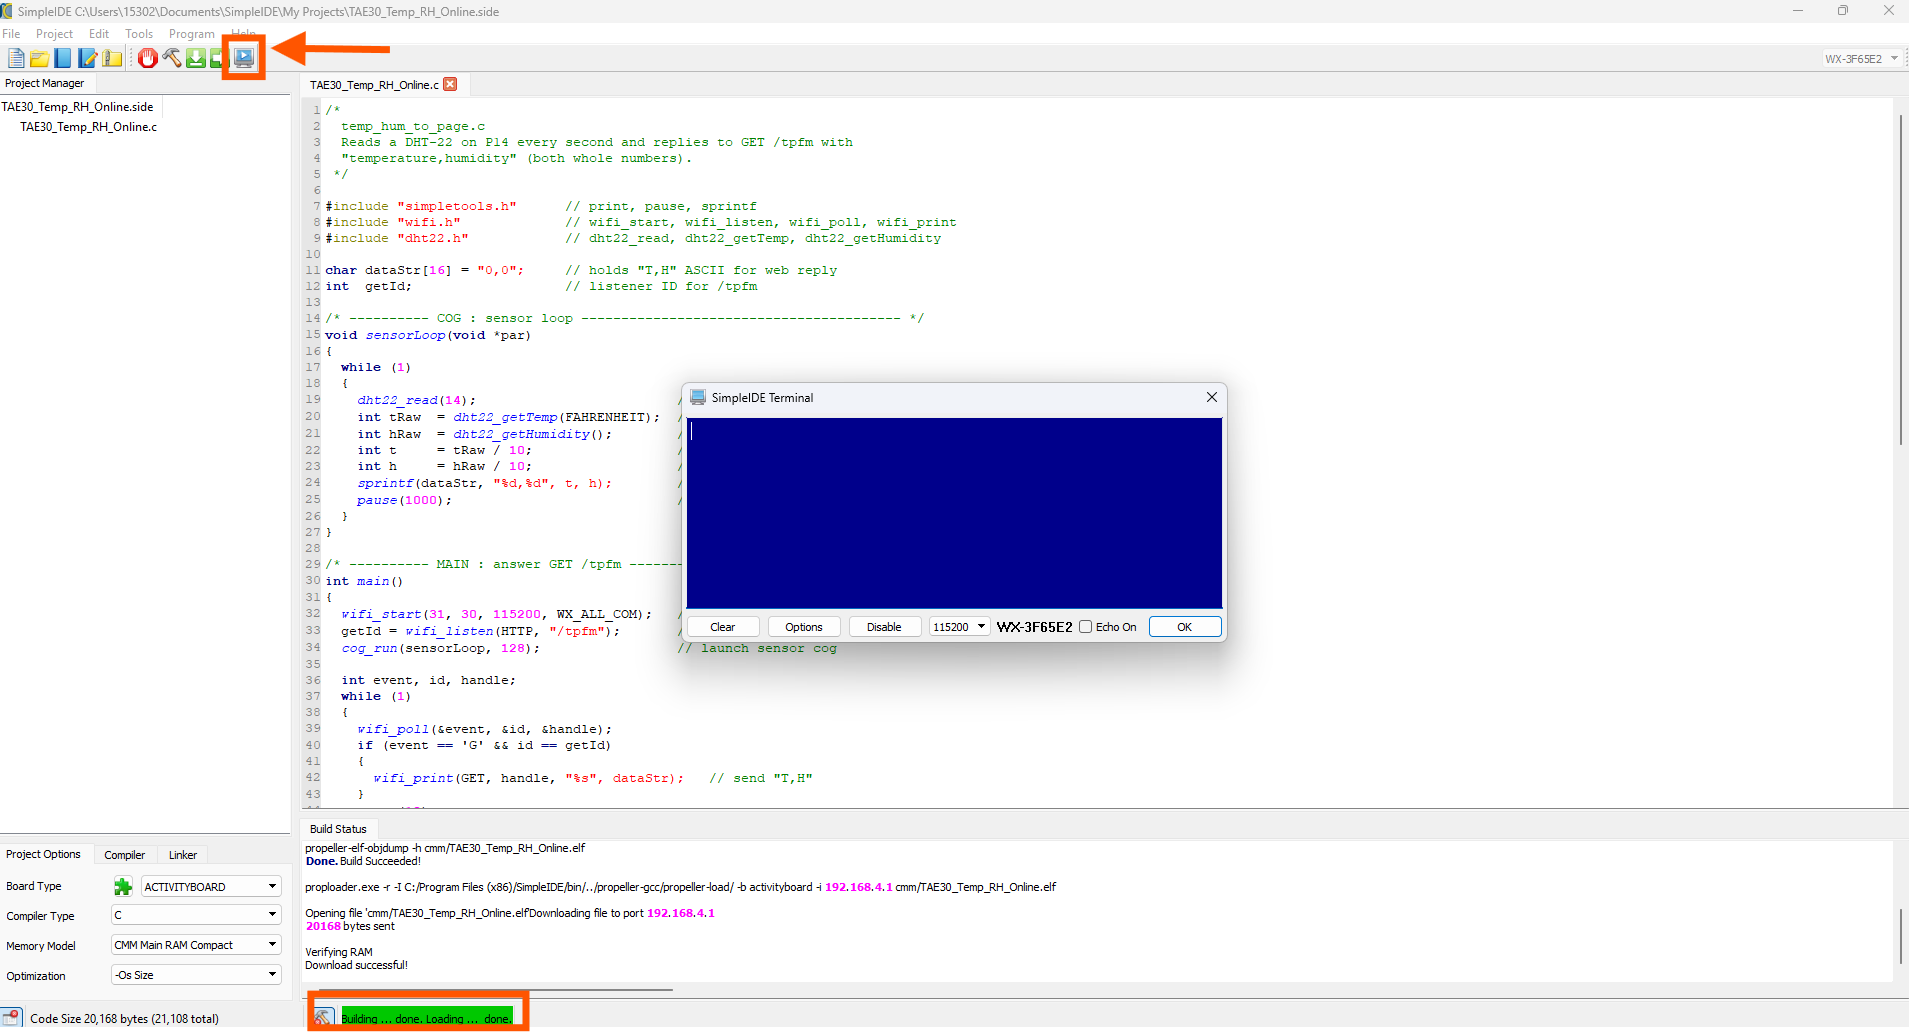 SimpleIDE C:\Users\15302\Documents\SimpleIDE\My Projects\TAE30_Temp_RH_Online.side
File Project Edit Tools Program Help
WX-3F65E2
Project Manager
TAE30_Temp_RH_Online.side
TAE30_Temp_RH_Online.c
TAE30_Temp_RH_Online.c
1 /*
2 temp_hum_to_page.c
3 Reads a DHT-22 on P14 every second and replies to GET /tpfm with
4 "temperature,humidity" (both whole numbers).
5 */
6
7 #include "simpletools.h" // print, pause, sprintf
8 #include "wifi.h" // wifi_start, wifi_listen, wifi_poll, wifi_print
9 #include "dht22.h" // dht22_read, dht22_getTemp, dht22_getHumidity
10
11 char dataStr[16] = "0,0"; // holds "T,H" ASCII for web reply
12 int getId; // listener ID for /tpfm
13
14 /* ---------- COG : sensor loop ---------------------------------------- */
15 void sensorLoop(void *par)
16 {
17 while (1)
18 {
19 dht22_read(14); /
20 int tRaw = dht22_getTemp(FAHRENHEIT); /
21 int hRaw = dht22_getHumidity(); /
22 int t = tRaw / 10; /
23 int h = hRaw / 10; /
24 sprintf(dataStr, "%d,%d", t, h); /
25 pause(1000); /
26 }
27 }
28
29 /* ---------- MAIN : answer GET /tpfm -------
30 int main()
31 {
32 wifi_start(31, 30, 115200, WX_ALL_COM); /
33 getId = wifi_listen(HTTP, "/tpfm"); /
34 cog_run(sensorLoop, 128); // launch sensor cog
35
36 int event, id, handle;
37 while (1)
38 {
39 wifi_poll(&event, &id, &handle);
40 if (event == 'G' && id == getId)
41 {
42 wifi_print(GET, handle, "%s", dataStr); // send "T,H"
43 }
SimpleIDE Terminal
Clear Options Disable 115200 WX-3F65E2 Echo On OK
Build Status
propeller-elf-objdump -h cmm/TAE30_Temp_RH_Online.elf
Done. Build Succeeded!
proploader.exe -r -I C:/Program Files (x86)/SimpleIDE/bin/../propeller-gcc/propeller-load/ -b activityboard -i 192.168.4.1 cmm/TAE30_Temp_RH_Online.elf
Opening file 'cmm/TAE30_Temp_RH_Online.elf'Downloading file to port 192.168.4.1
20168 bytes sent
Verifying RAM
Download successful!
Project Options Compiler Linker
Board Type ACTIVITYBOARD
Compiler Type C
Memory Model CMM Main RAM Compact
Optimization -Os Size
Code Size 20,168 bytes (21,108 total)
Building ... done. Loading ... done.